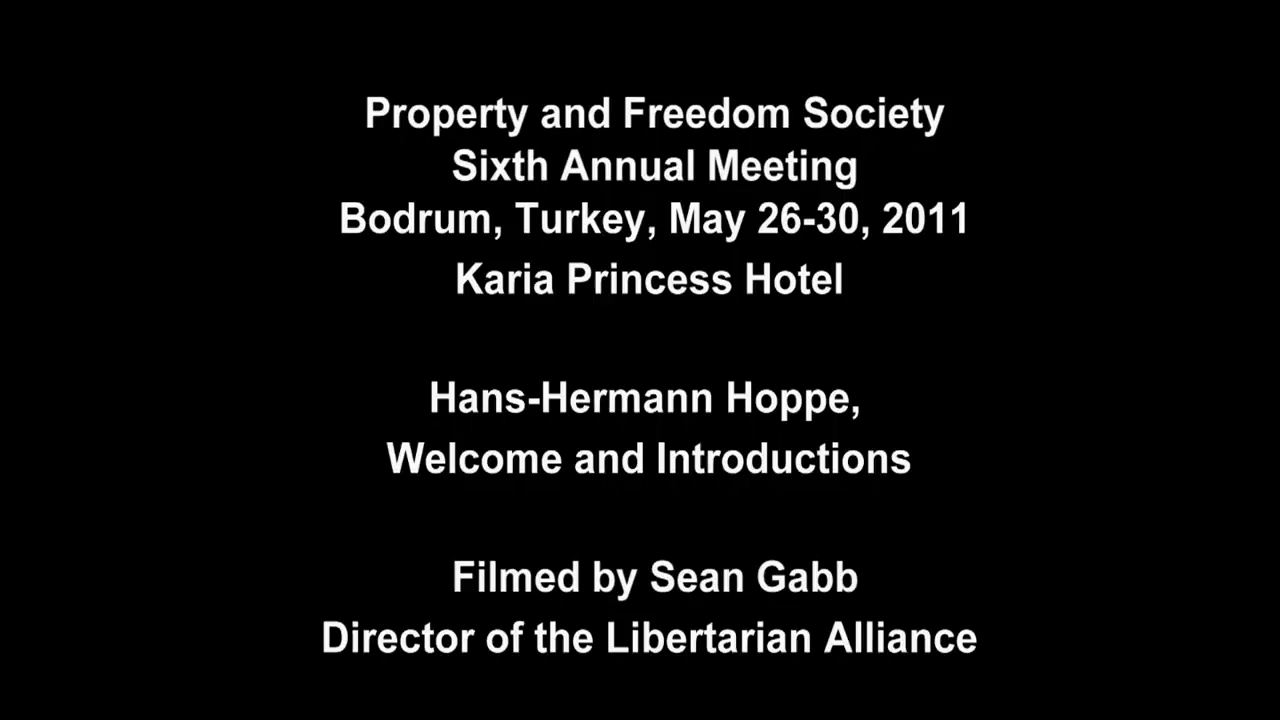 Property and Freedom Society
Sixth Annual Meeting
Bodrum, Turkey, May 26-30, 2011
Karia Princess Hotel
Hans-Hermann Hoppe,
Welcome and Introductions
Filmed by Sean Gabb
Director of the Libertarian Alliance